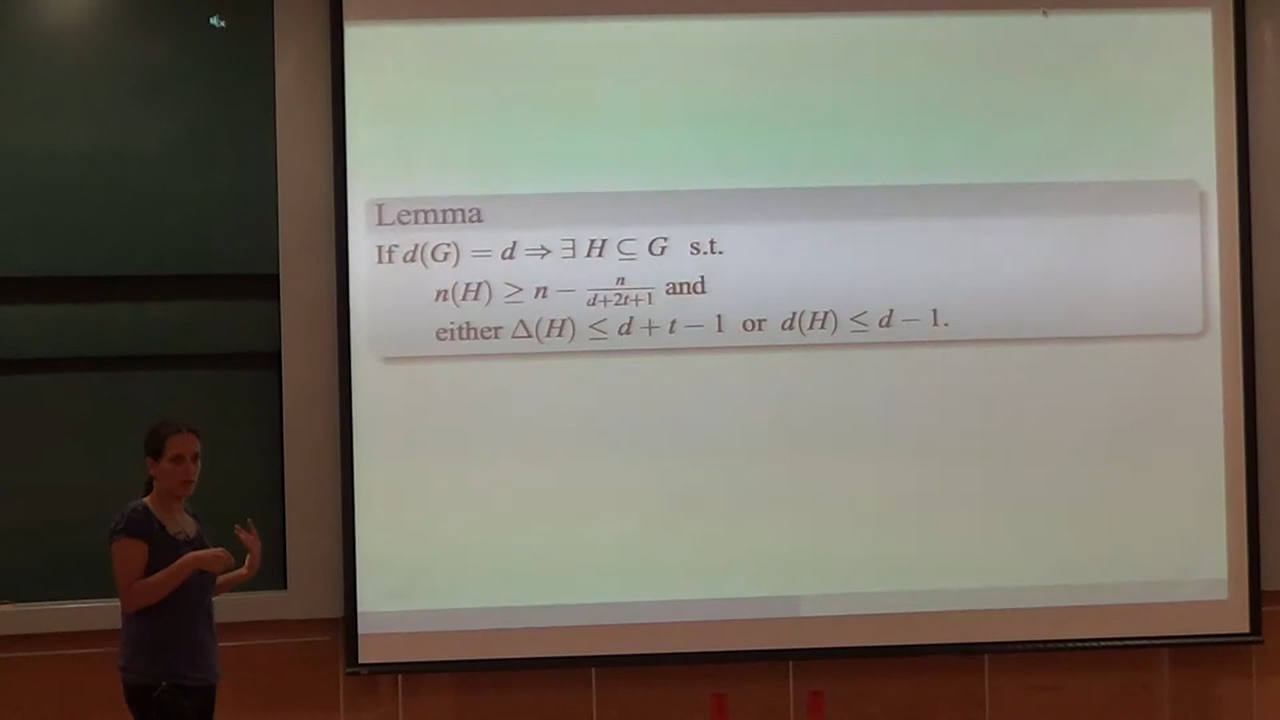 Lemma
If d(G) = d ⇒ ∃ H ⊆ G s.t.
n(H) ≥ n − n/(d+2t+1) and
either Δ(H) ≤ d + t − 1 or d(H) ≤ d − 1.